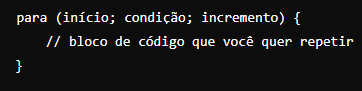 para (início; condição; incremento) {
// bloco de código que você quer repetir
}